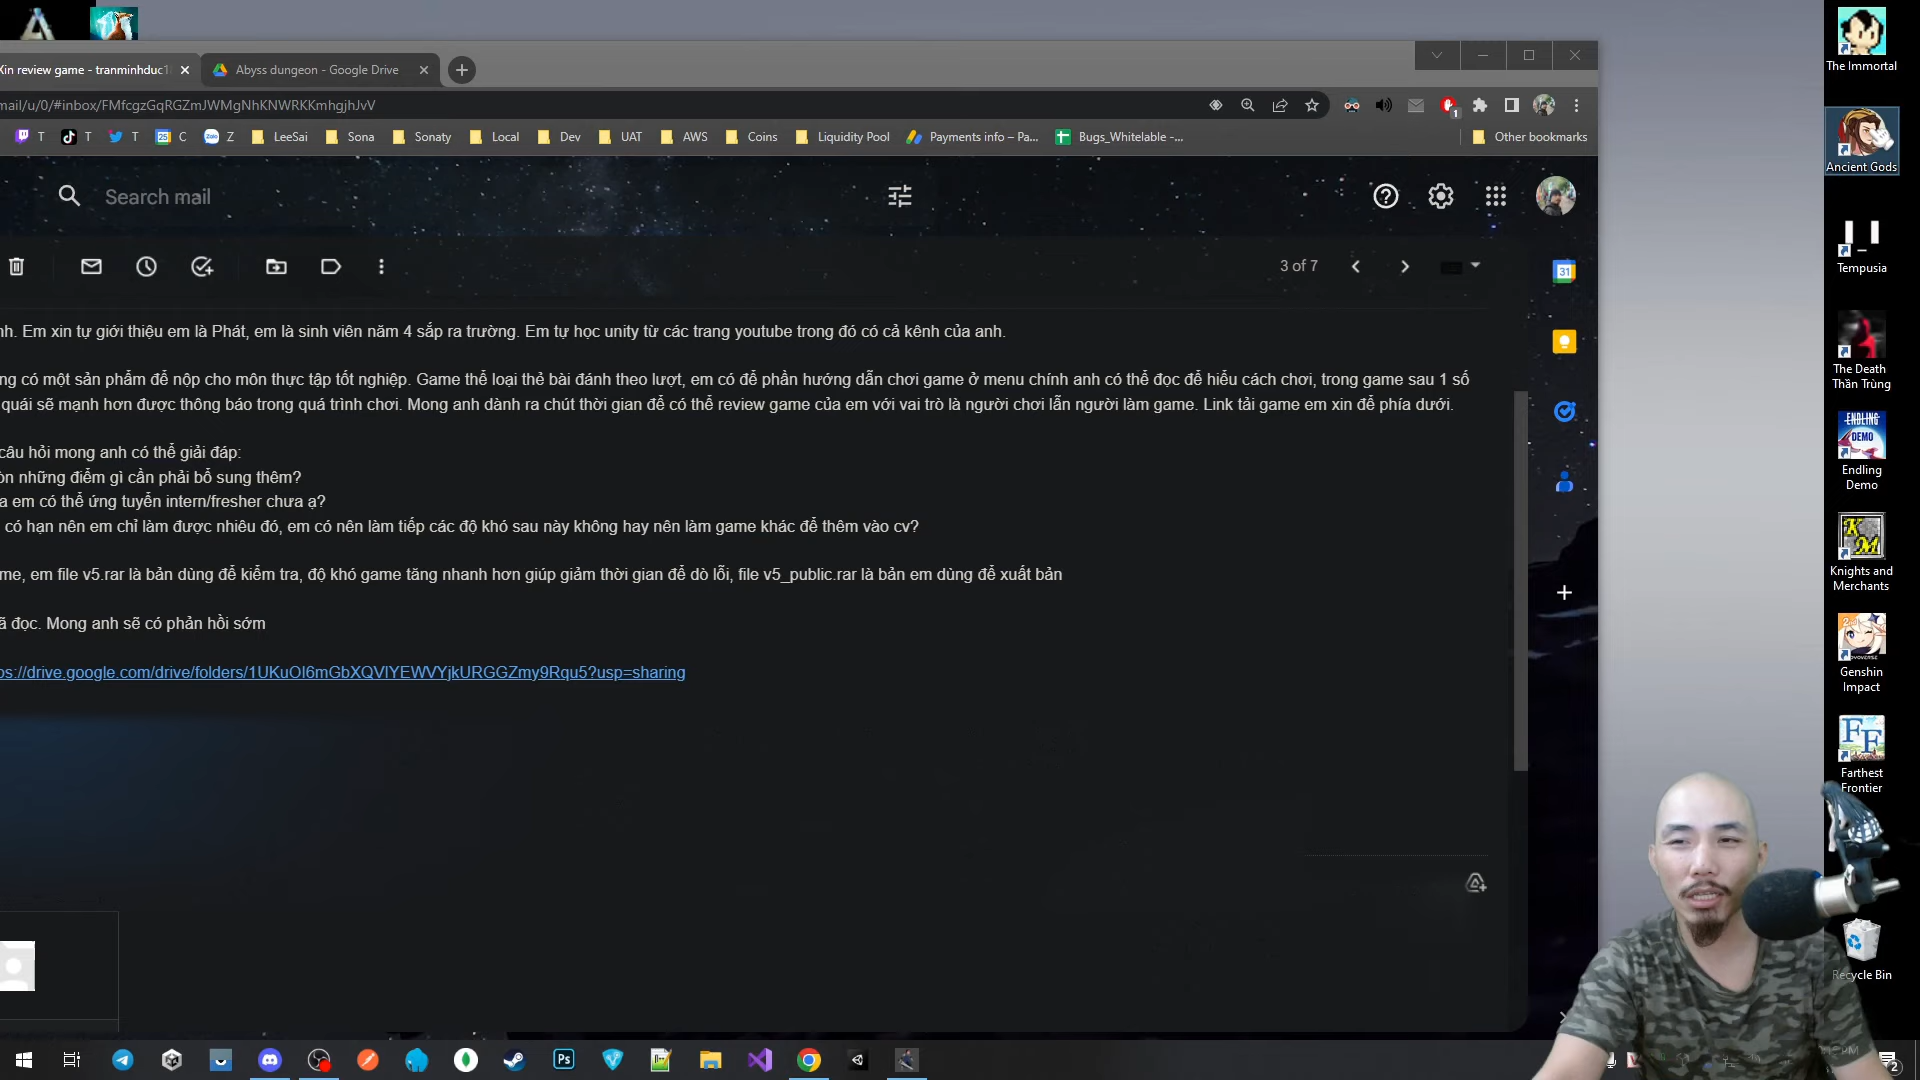 The Immortal
Xin review game - tranminhduc1
Abyss dungeon - Google Drive
mail/u/0/#inbox/FMfcgzGqRGZmJWMgNhKNWRKKmhgjhJvV
1
T
T
T
C
Z
LeeSai
Sona
Sonaty
Local
Dev
UAT
AWS
Coins
Liquidity Pool
Payments info – Pa...
Bugs_Whitelable -...
Other bookmarks
Ancient Gods
Search mail
3 of 7
Tempusia
31
nh. Em xin tự giới thiệu em là Phát, em là sinh viên năm 4 sắp ra trường. Em tự học unity từ các trang youtube trong đó có cả kênh của anh.
ng có một sản phẩm để nộp cho môn thực tập tốt nghiệp. Game thể loại thẻ bài đánh theo lượt, em có để phần hướng dẫn chơi game ở menu chính anh có thể đọc để hiểu cách chơi, trong game sau 1 số
quái sẽ mạnh hơn được thông báo trong quá trình chơi. Mong anh dành ra chút thời gian để có thể review game của em với vai trò là người chơi lẫn người làm game. Link tải game em xin để phía dưới.
The Death
Thần Trùng
câu hỏi mong anh có thể giải đáp:
òn những điểm gì cần phải bổ sung thêm?
a em có thể ứng tuyển intern/fresher chưa ạ?
có hạn nên em chỉ làm được nhiêu đó, em có nên làm tiếp các độ khó sau này không hay nên làm game khác để thêm vào cv?
ENDLING
DEMO
Endling
Demo
me, em file v5.rar là bản dùng để kiểm tra, độ khó game tăng nhanh hơn giúp giảm thời gian để dò lỗi, file v5_public.rar là bản em dùng để xuất bản
K
M
Knights and
Merchants
ã đọc. Mong anh sẽ có phản hồi sớm
ps://drive.google.com/drive/folders/1UKuOI6mGbXQVIYEWVYjkURGGZmy9Rqu5?usp=sharing
Genshin
Impact
FF
Farthest
Frontier
Recycle Bin
Ps
2